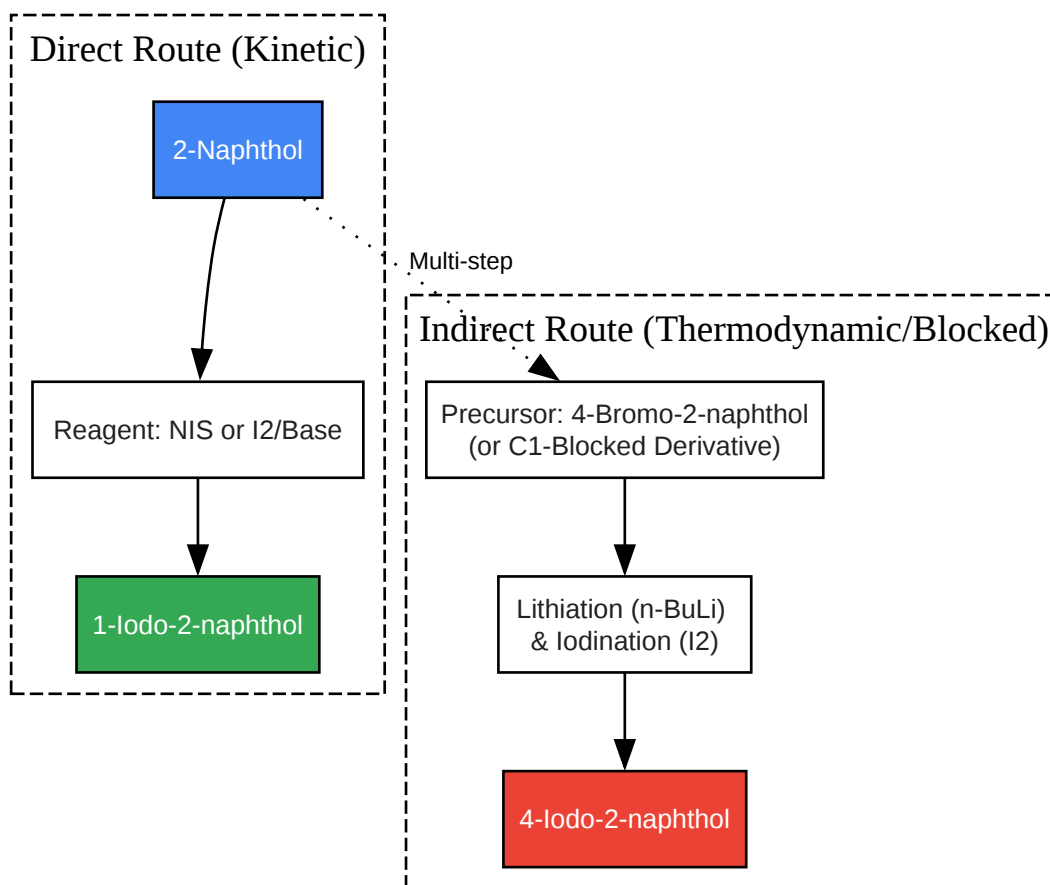 Direct Route (Kinetic)
2-Naphthol
Multi-step
Reagent: NIS or I2/Base
1-Iodo-2-naphthol
Indirect Route (Thermodynamic/Blocked)
Precursor: 4-Bromo-2-naphthol
(or C1-Blocked Derivative)
Lithiation (n-BuLi)
& Iodination (I2)
4-Iodo-2-naphthol